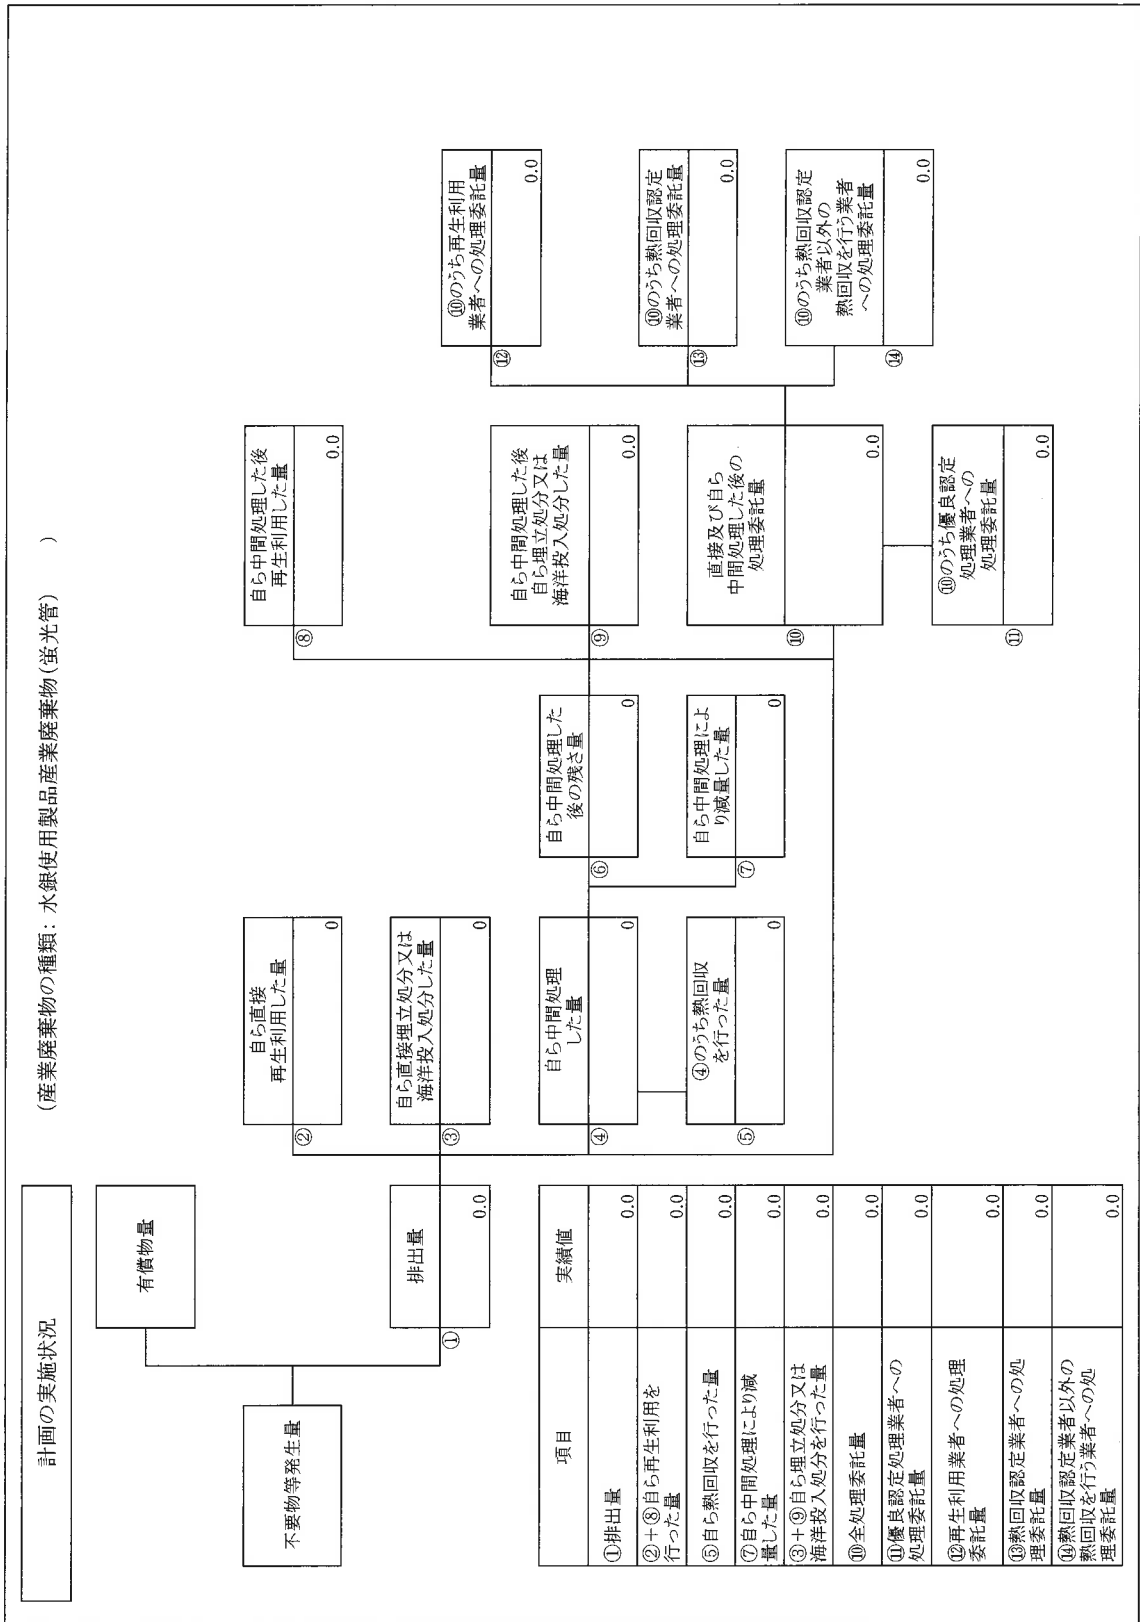 計画の実施状況
（産業廃棄物の種類：水銀使用製品産業廃棄物（蛍光管）　）
不要物等発生量
有償物量
①
排出量
0.0
②
自ら直接
再生利用した量
0
③
自ら直接埋立処分又は
海洋投入処分した量
0
④
自ら中間処理
した量
0
⑤
④のうち熱回収
を行った量
0
⑥
自ら中間処理した
後の残さ量
0
⑦
自ら中間処理によ
り減量した量
0
⑧
自ら中間処理した後
再生利用した量
0.0
⑨
自ら中間処理した後
自ら埋立処分又は
海洋投入処分した量
0.0
⑩
直接及び自ら
中間処理した後の
処理委託量
0.0
⑪
⑩のうち優良認定
処理業者への
処理委託量
0.0
⑫
⑩のうち再生利用
業者への処理委託量
0.0
⑬
⑩のうち熱回収認定
業者への処理委託量
0.0
⑭
⑩のうち熱回収認定
業者以外の
熱回収を行う業者
への処理委託量
0.0
項目 実績値
①排出量 0.0
②＋⑧自ら再生利用を
行った量 0.0
⑤自ら熱回収を行った量 0.0
⑦自ら中間処理により減
量した量 0.0
③＋⑨自ら埋立処分又は
海洋投入処分を行った量 0.0
⑩全処理委託量 0.0
⑪優良認定処理業者への
処理委託量 0.0
⑫再生利用業者への処理
委託量 0.0
⑬熱回収認定業者への処
理委託量 0.0
⑭熱回収認定業者以外の
熱回収を行う業者への処
理委託量 0.0